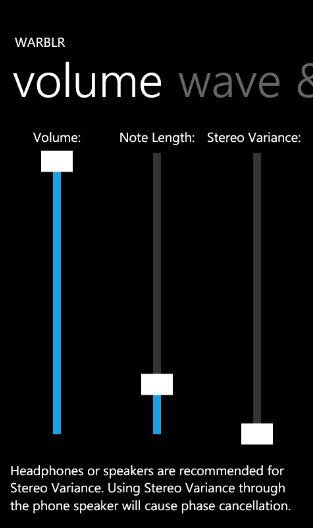 WARBLR
volume wave &
Volume: Note Length: Stereo Variance:
Headphones or speakers are recommended for
Stereo Variance. Using Stereo Variance through
the phone speaker will cause phase cancellation.